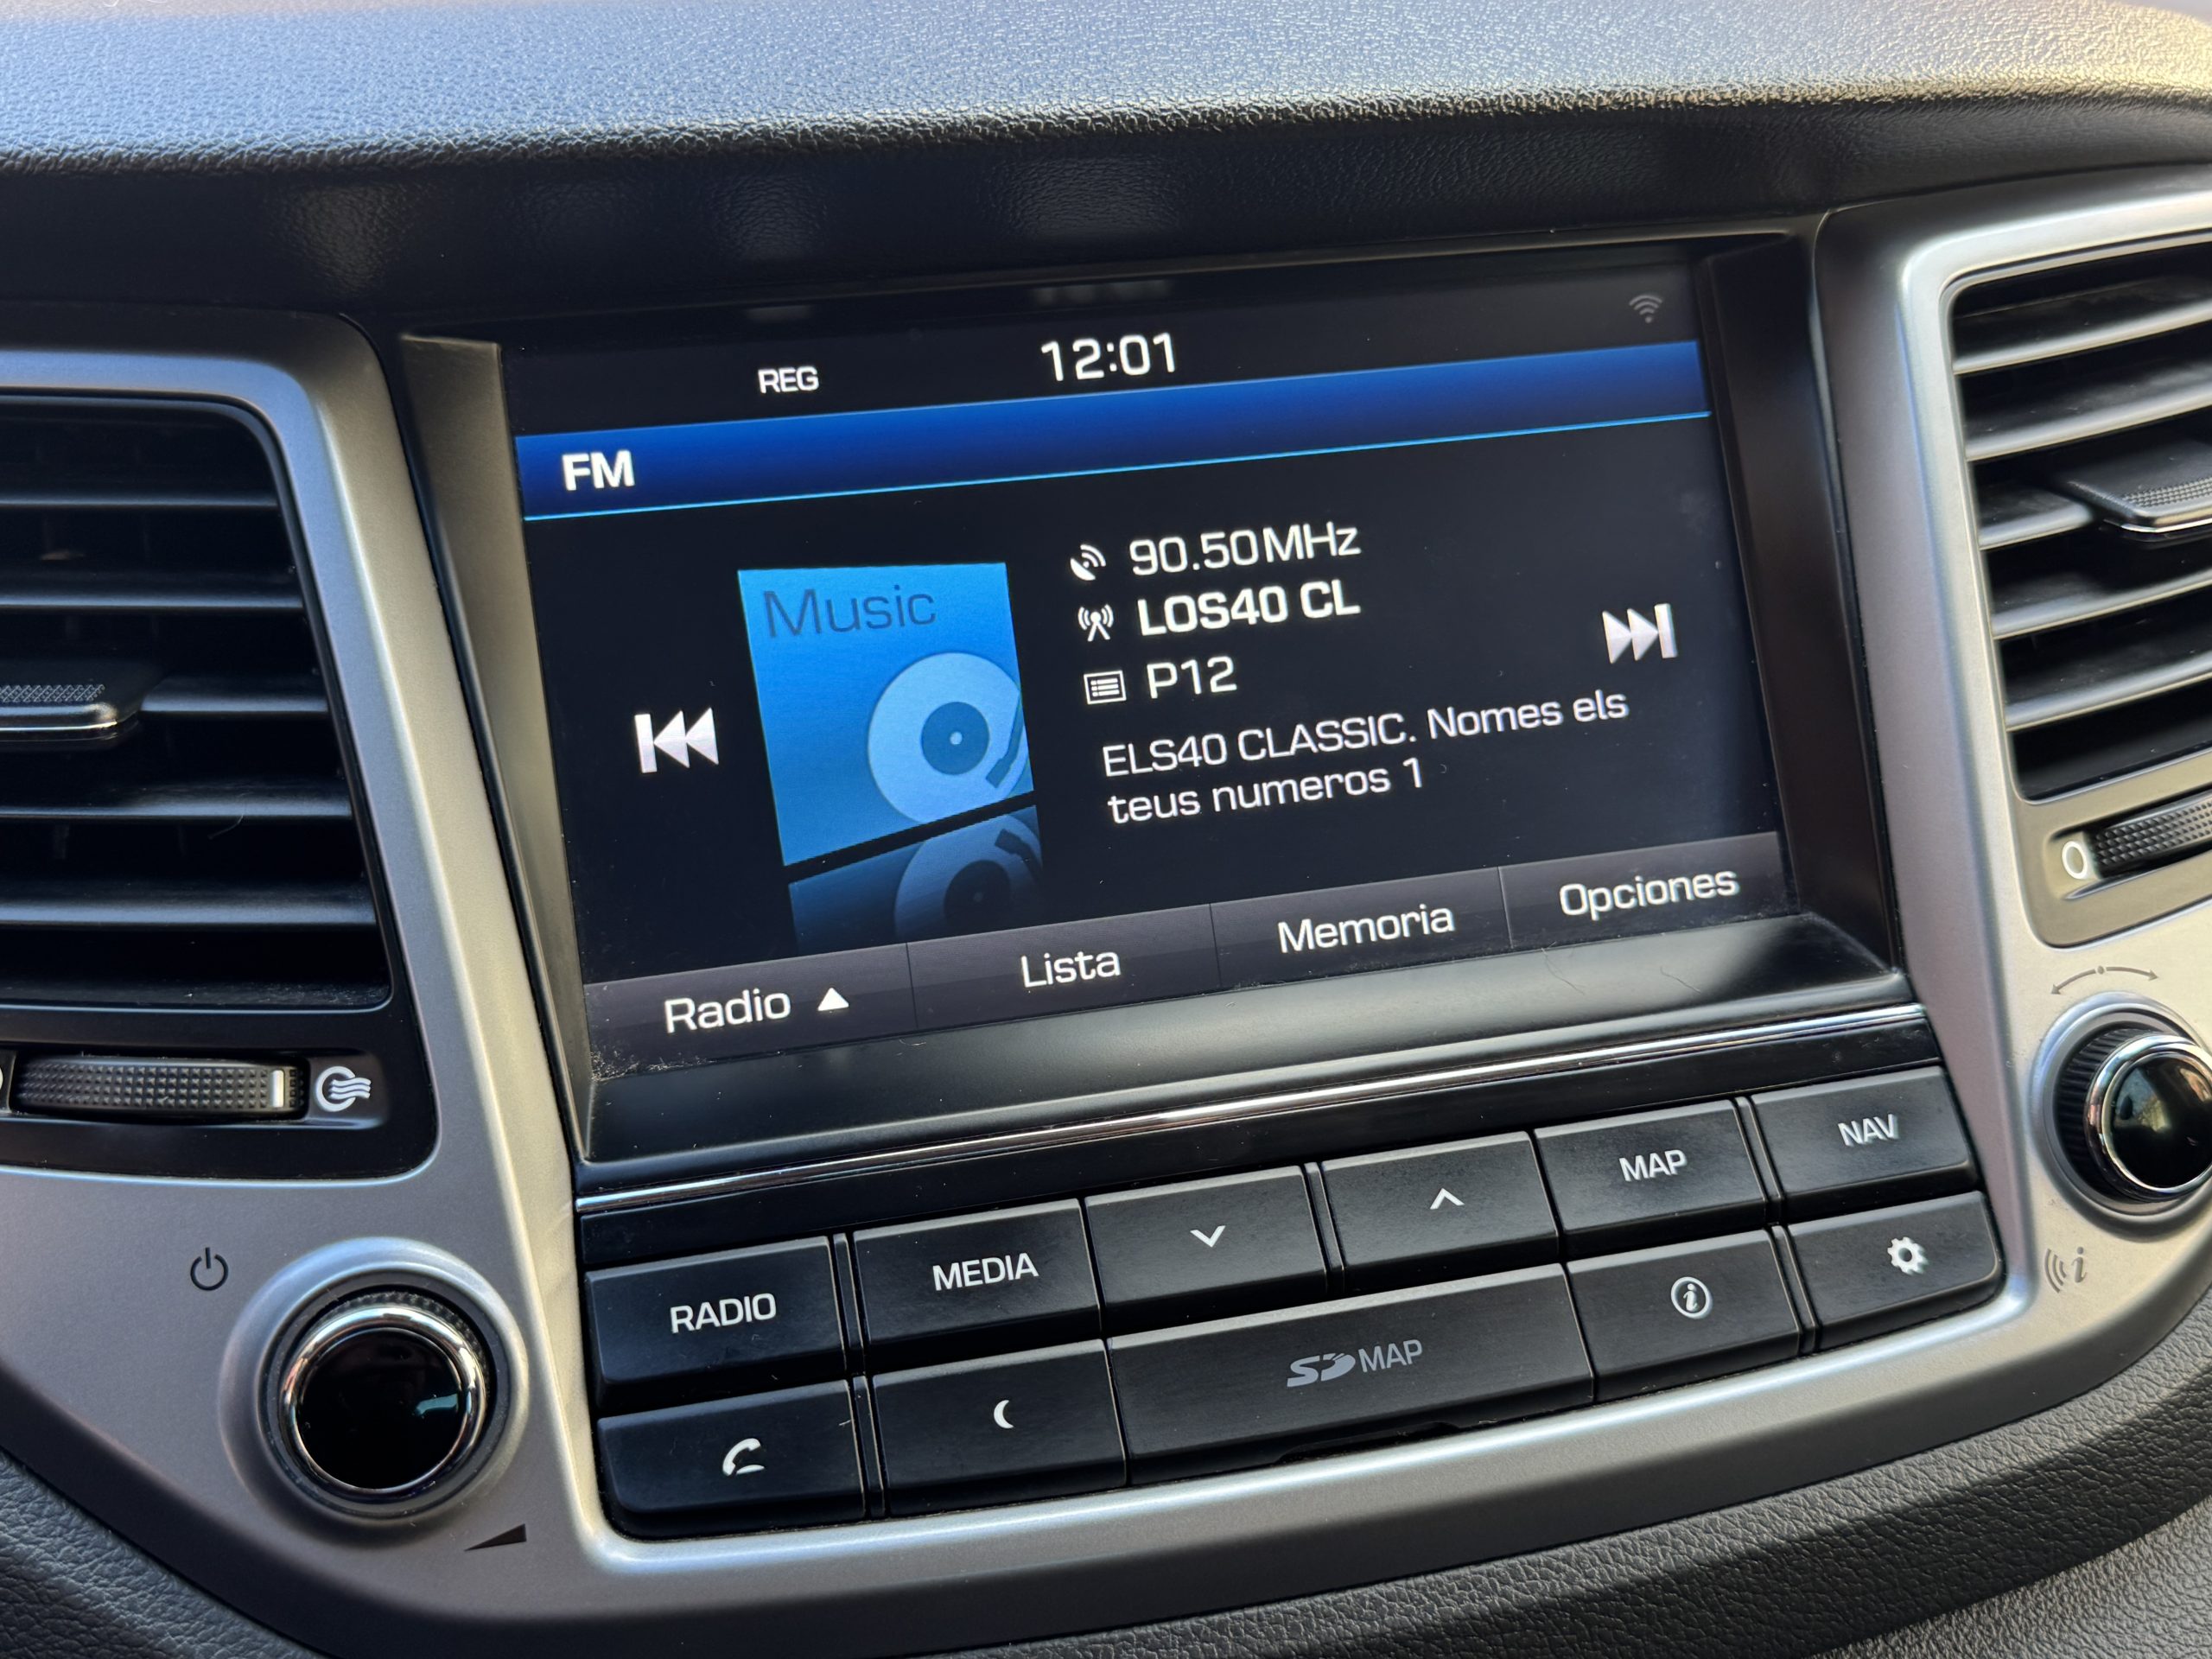 REG
12:01
FM
Music
90.50MHz
LOS40 CL
P12
ELS40 CLASSIC. Nomes els
teus numeros 1
Radio ▲
Lista
Memoria
Opciones
0
RADIO
MEDIA
MAP
NAV
SD MAP
i
i